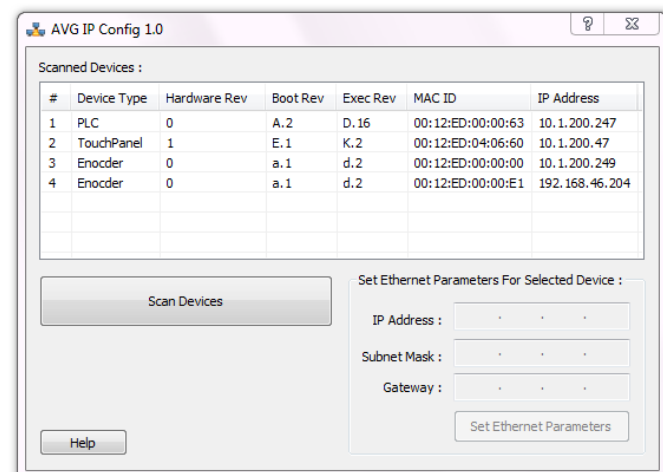 AVG IP Config 1.0
Scanned Devices :
# Device Type Hardware Rev Boot Rev Exec Rev MAC ID IP Address
1 PLC 0 A.2 D.16 00:12:ED:00:00:63 10.1.200.247
2 TouchPanel 1 E.1 K.2 00:12:ED:04:06:60 10.1.200.47
3 Enocder 0 a.1 d.2 00:12:ED:00:00:00 10.1.200.249
4 Enocder 0 a.1 d.2 00:12:ED:00:00:E1 192.168.46.204
Scan Devices
Set Ethernet Parameters For Selected Device :
IP Address :
Subnet Mask :
Gateway :
Set Ethernet Parameters
Help